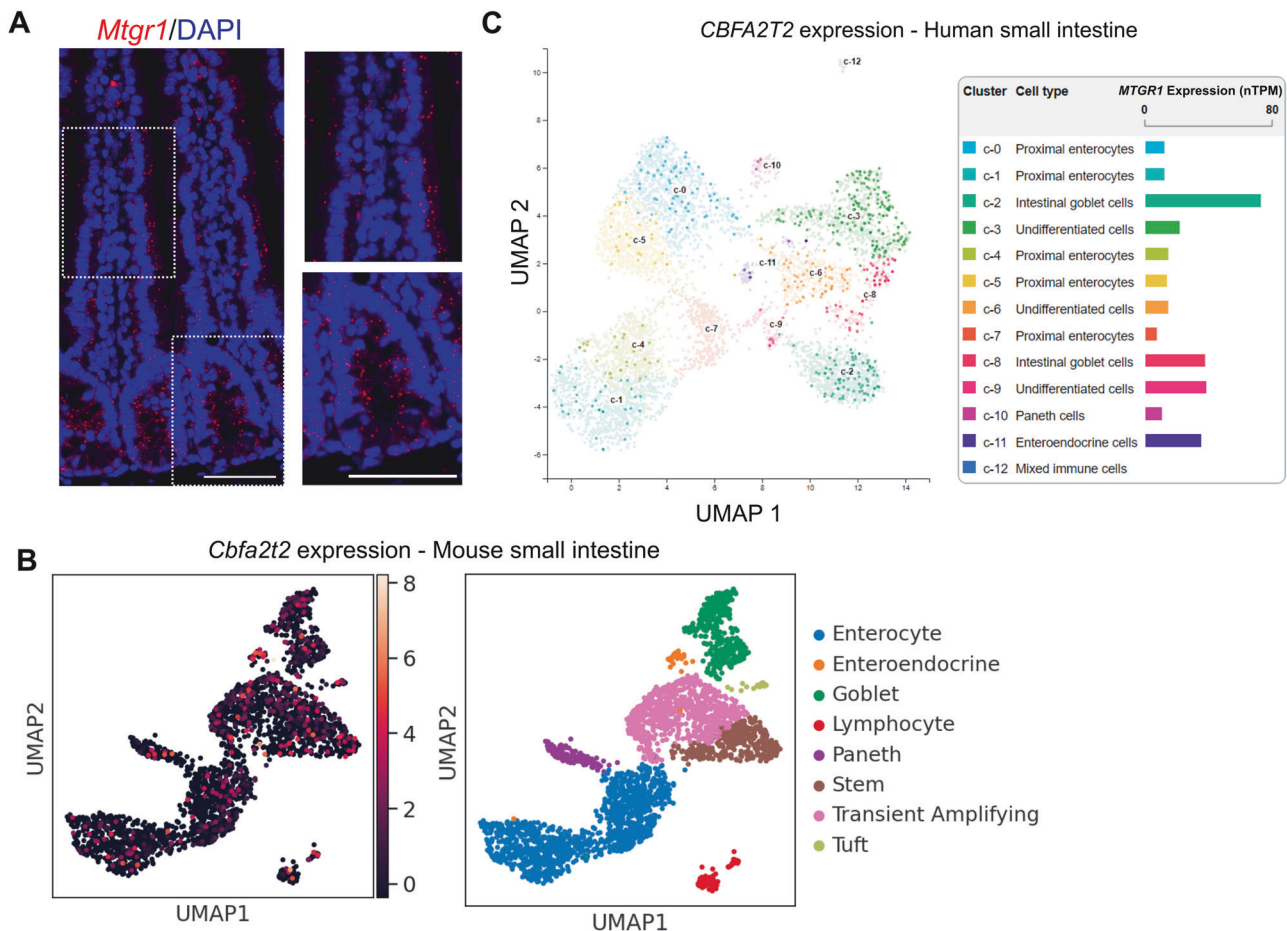 A
Mtgr1/DAPI
C
CBFA2T2 expression - Human small intestine
c-12
c-10
c-0
c-3
c-5
c-11
c-6
c-8
c-7
c-9
c-4
c-2
c-1
10
8
6
4
2
0
-2
-4
-6
0 2 4 6 8 10 12 14
UMAP 2
UMAP 1
Cluster Cell type MTGR1 Expression (nTPM)
0 80
c-0 Proximal enterocytes
c-1 Proximal enterocytes
c-2 Intestinal goblet cells
c-3 Undifferentiated cells
c-4 Proximal enterocytes
c-5 Proximal enterocytes
c-6 Undifferentiated cells
c-7 Proximal enterocytes
c-8 Intestinal goblet cells
c-9 Undifferentiated cells
c-10 Paneth cells
c-11 Enteroendocrine cells
c-12 Mixed immune cells
B
Cbfa2t2 expression - Mouse small intestine
UMAP2
UMAP1
8
6
4
2
0
UMAP2
UMAP1
Enterocyte
Enteroendocrine
Goblet
Lymphocyte
Paneth
Stem
Transient Amplifying
Tuft